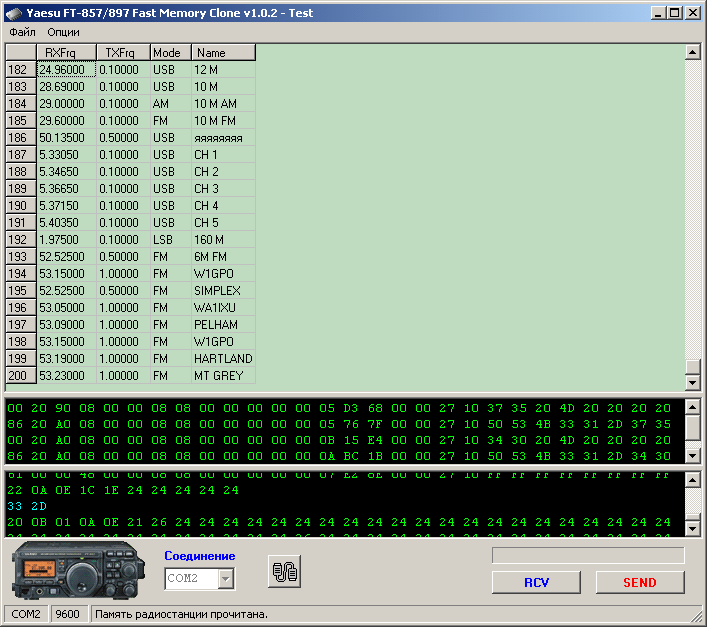 Yaesu FT-857/897 Fast Memory Clone v1.0.2 - Test
Файл Опции
RXFrq TXFrq Mode Name
182 24.96000 0.10000 USB 12 M
183 28.69000 0.10000 USB 10 M
184 29.00000 0.10000 AM 10 M AM
185 29.60000 0.10000 FM 10 M FM
186 50.13500 0.50000 USB яяяяяяяя
187 5.33050 0.10000 USB CH 1
188 5.34650 0.10000 USB CH 2
189 5.36650 0.10000 USB CH 3
190 5.37150 0.10000 USB CH 4
191 5.40350 0.10000 USB CH 5
192 1.97500 0.10000 LSB 160 M
193 52.52500 0.50000 FM 6M FM
194 53.15000 1.00000 FM W1GPO
195 52.52500 0.50000 FM SIMPLEX
196 53.05000 1.00000 FM WA1IXU
197 53.09000 1.00000 FM PELHAM
198 53.15000 1.00000 FM W1GPO
199 53.19000 1.00000 FM HARTLAND
200 53.23000 1.00000 FM MT GREY
00 20 90 08 00 00 08 08 00 00 00 00 00 05 D3 68 00 00 27 10 37 35 20 4D 20 20 20 20
86 20 A0 08 00 00 08 08 00 00 00 00 00 05 76 7F 00 00 27 10 50 53 4B 33 31 2D 37 35
00 20 A0 08 00 00 08 08 00 00 00 00 00 0B 15 E4 00 00 27 10 34 30 20 4D 20 20 20 20
86 20 A0 08 00 00 08 08 00 00 00 00 00 0A BC 1B 00 00 27 10 50 53 4B 33 31 2D 34 30
22 0A 0E 1C 1E 24 24 24 24 24
33 2D
20 0B 01 0A 0E 21 26 24 24 24 24 24 24 24 24 24 24 24 24 24 24 24 24 24 24 24 24 24
Соединение
COM2
RCV SEND
COM2 9600 Память радиостанции прочитана.